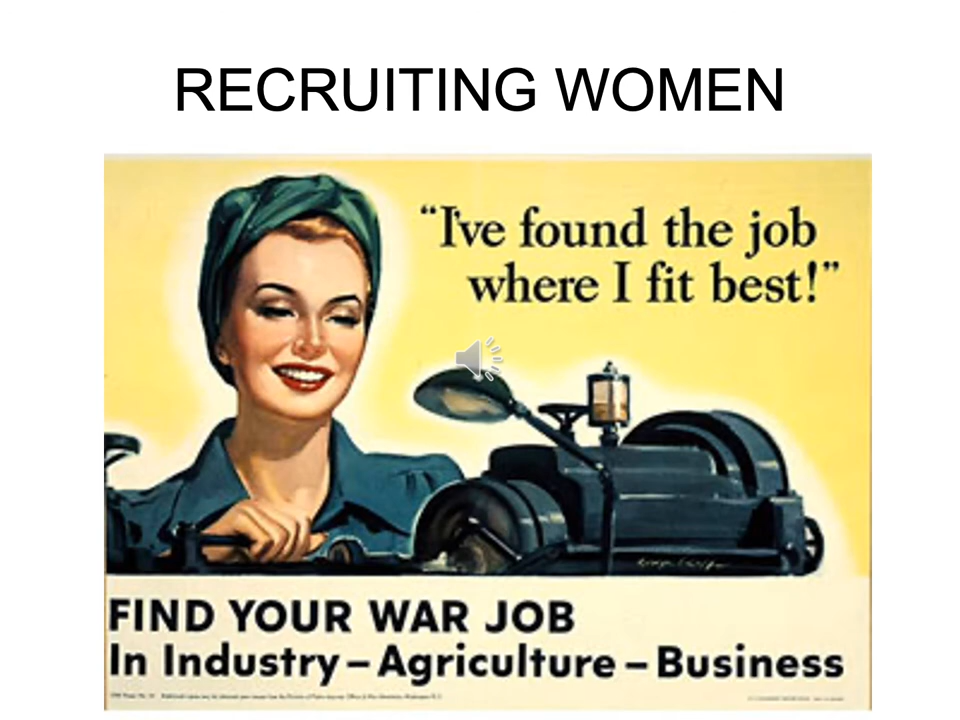 RECRUITING WOMEN
“I've found the job
where I fit best!”
FIND YOUR WAR JOB
In Industry – Agriculture – Business